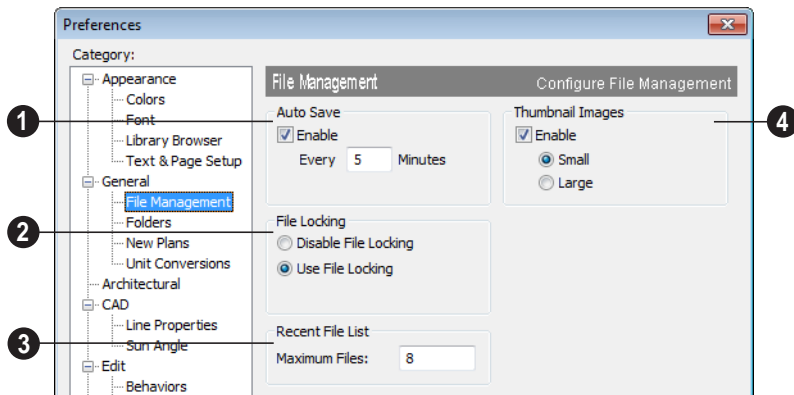 Preferences
Category:
Appearance
Colors
Font
Library Browser
Text & Page Setup
General
File Management
Folders
New Plans
Unit Conversions
Architectural
CAD
Line Properties
Sun Angle
Edit
Behaviors
File Management
Configure File Management
1
Auto Save
Enable
Every 5 Minutes
Thumbnail Images
Enable
Small
Large
4
2
File Locking
Disable File Locking
Use File Locking
3
Recent File List
Maximum Files: 8